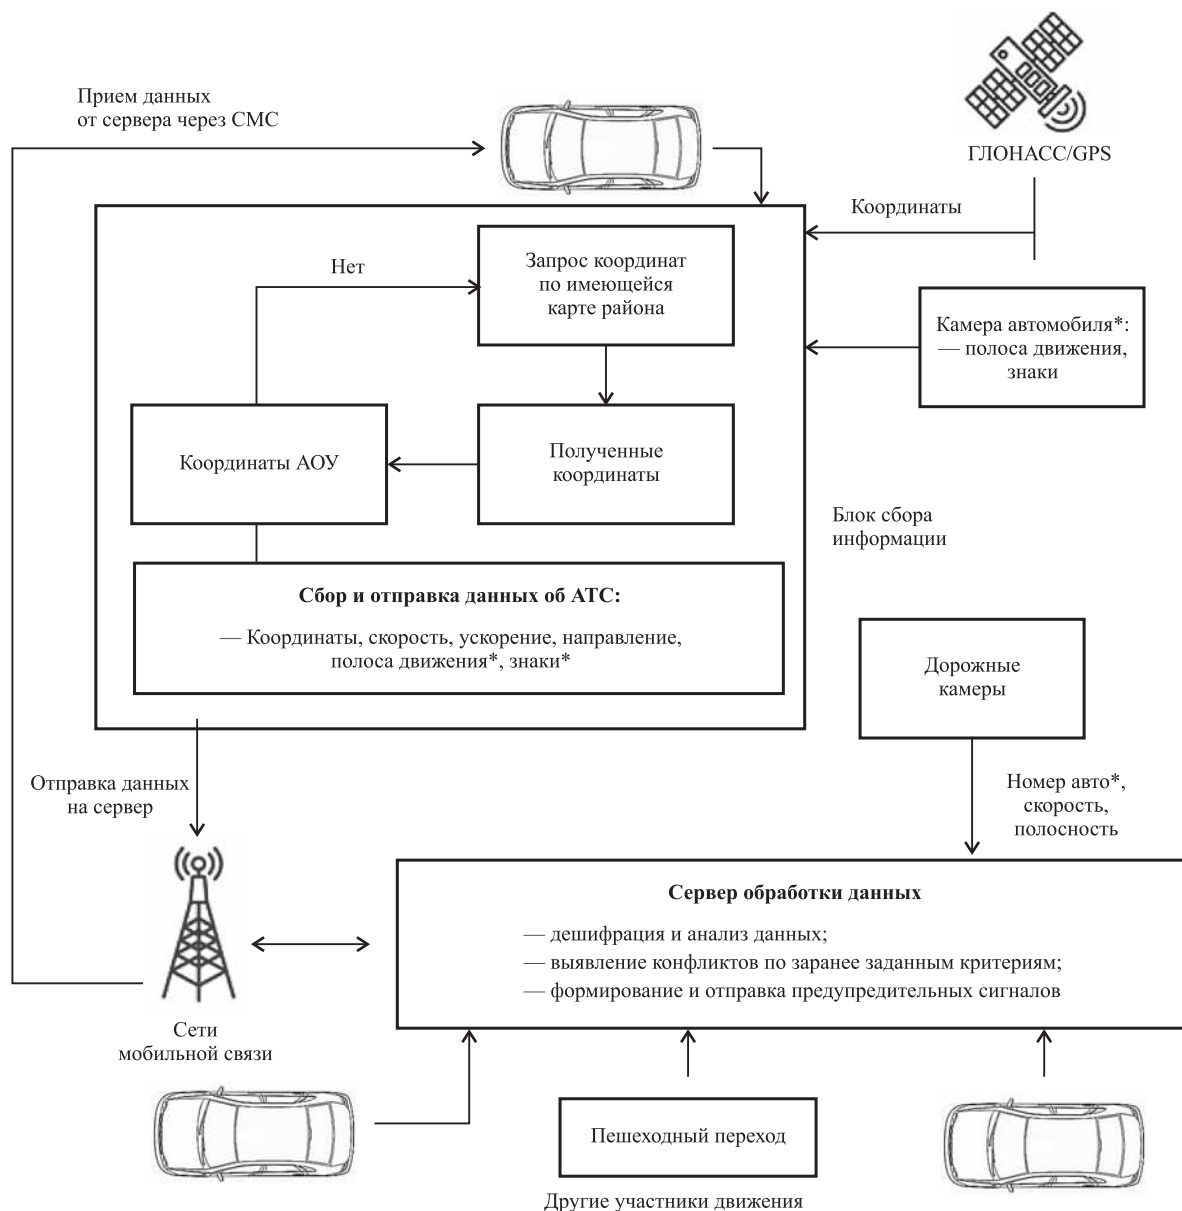 Прием данных
от сервера через СМС
ГЛОНАСС/GPS
Координаты
Нет
Запрос координат
по имеющейся
карте района
Камера автомобиля*:
— полоса движения,
знаки
Координаты АОУ
Полученные
координаты
Блок сбора
информации
Сбор и отправка данных об АТС:
— Координаты, скорость, ускорение, направление,
полоса движения*, знаки*
Дорожные
камеры
Отправка данных
на сервер
Номер авто*,
скорость,
полосность
Сервер обработки данных
— дешифрация и анализ данных;
— выявление конфликтов по заранее заданным критериям;
— формирование и отправка предупредительных сигналов
Сети
мобильной связи
Пешеходный переход
Другие участники движения